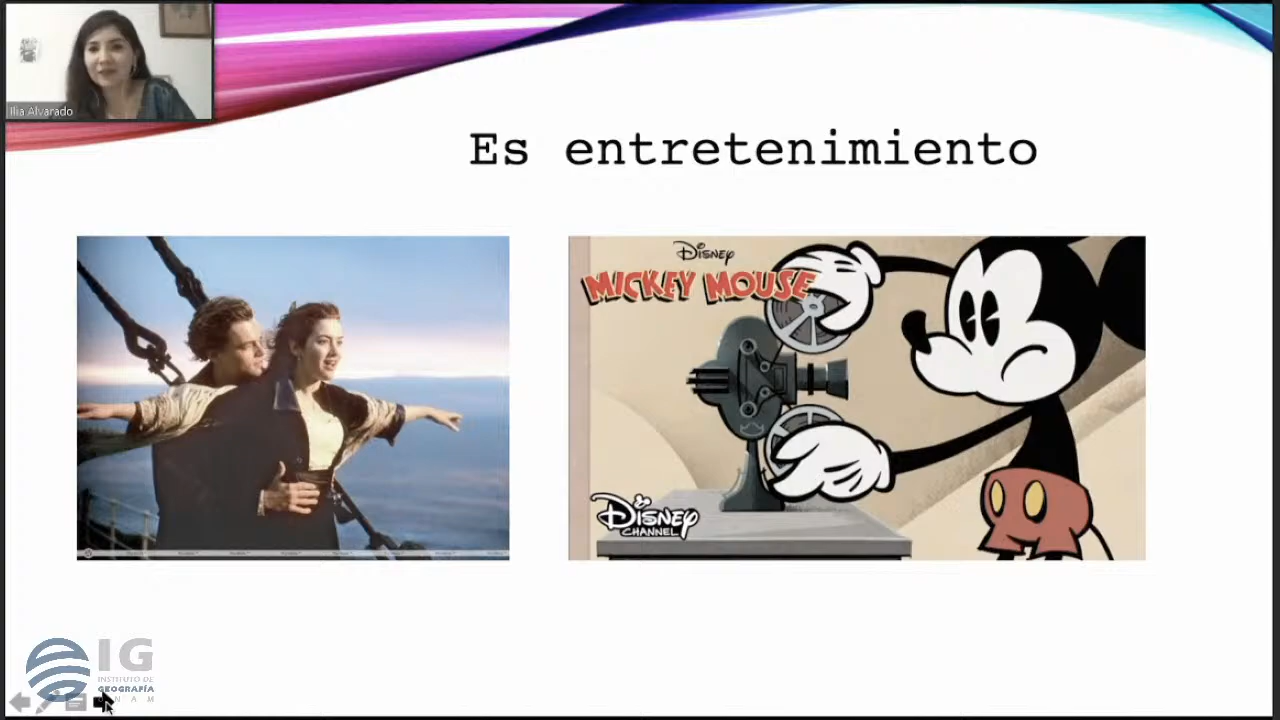 Ilia Alvarado
Es entretenimiento
Disney
MICKEY MOUSE
Disney
CHANNEL
IG
INSTITUTO DE
GEOGRAFÍA
UNAM